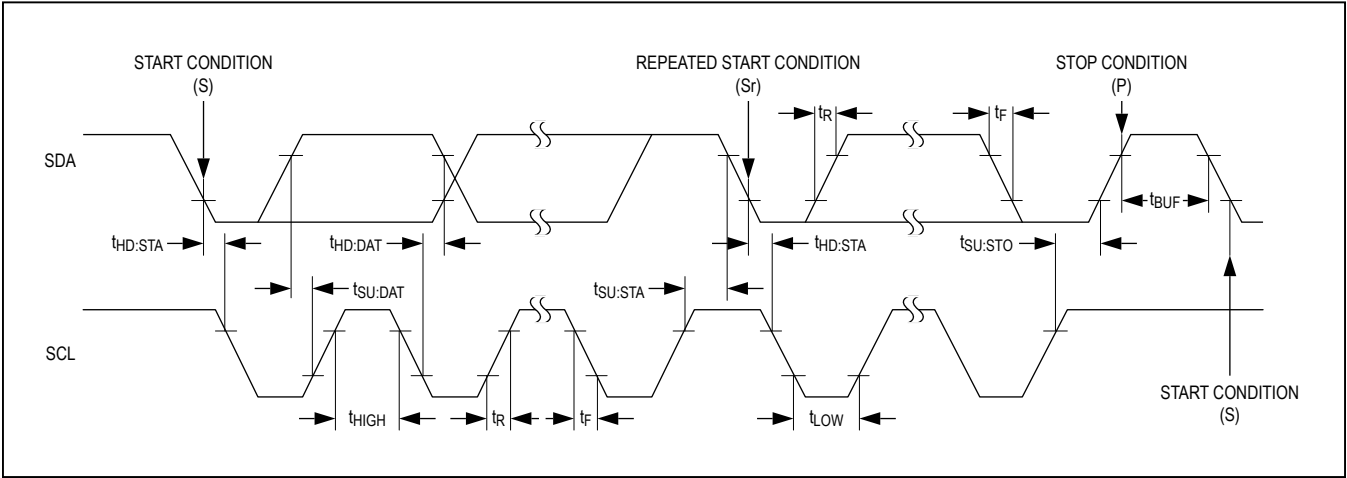 START CONDITION
(S)
REPEATED START CONDITION
(Sr)
STOP CONDITION
(P)
tR
tF
SDA
tBUF
tHD:STA
tHD:DAT
tHD:STA
tSU:STO
tSU:DAT
tSU:STA
SCL
tHIGH
tR
tF
tLOW
START CONDITION
(S)